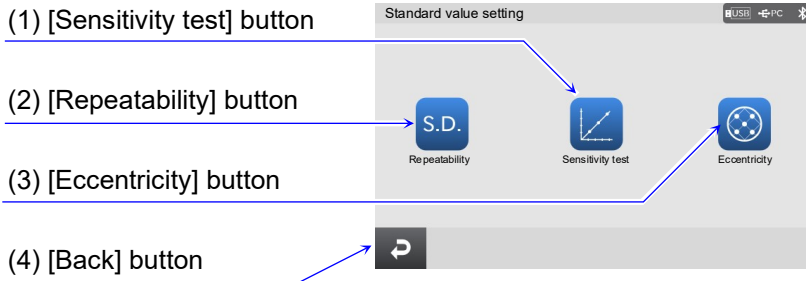 (1) [Sensitivity test] button
(2) [Repeatability] button
(3) [Eccentricity] button
(4) [Back] button
Standard value setting
USB PC
S.D.
Repeatability
Sensitivity test
Eccentricity